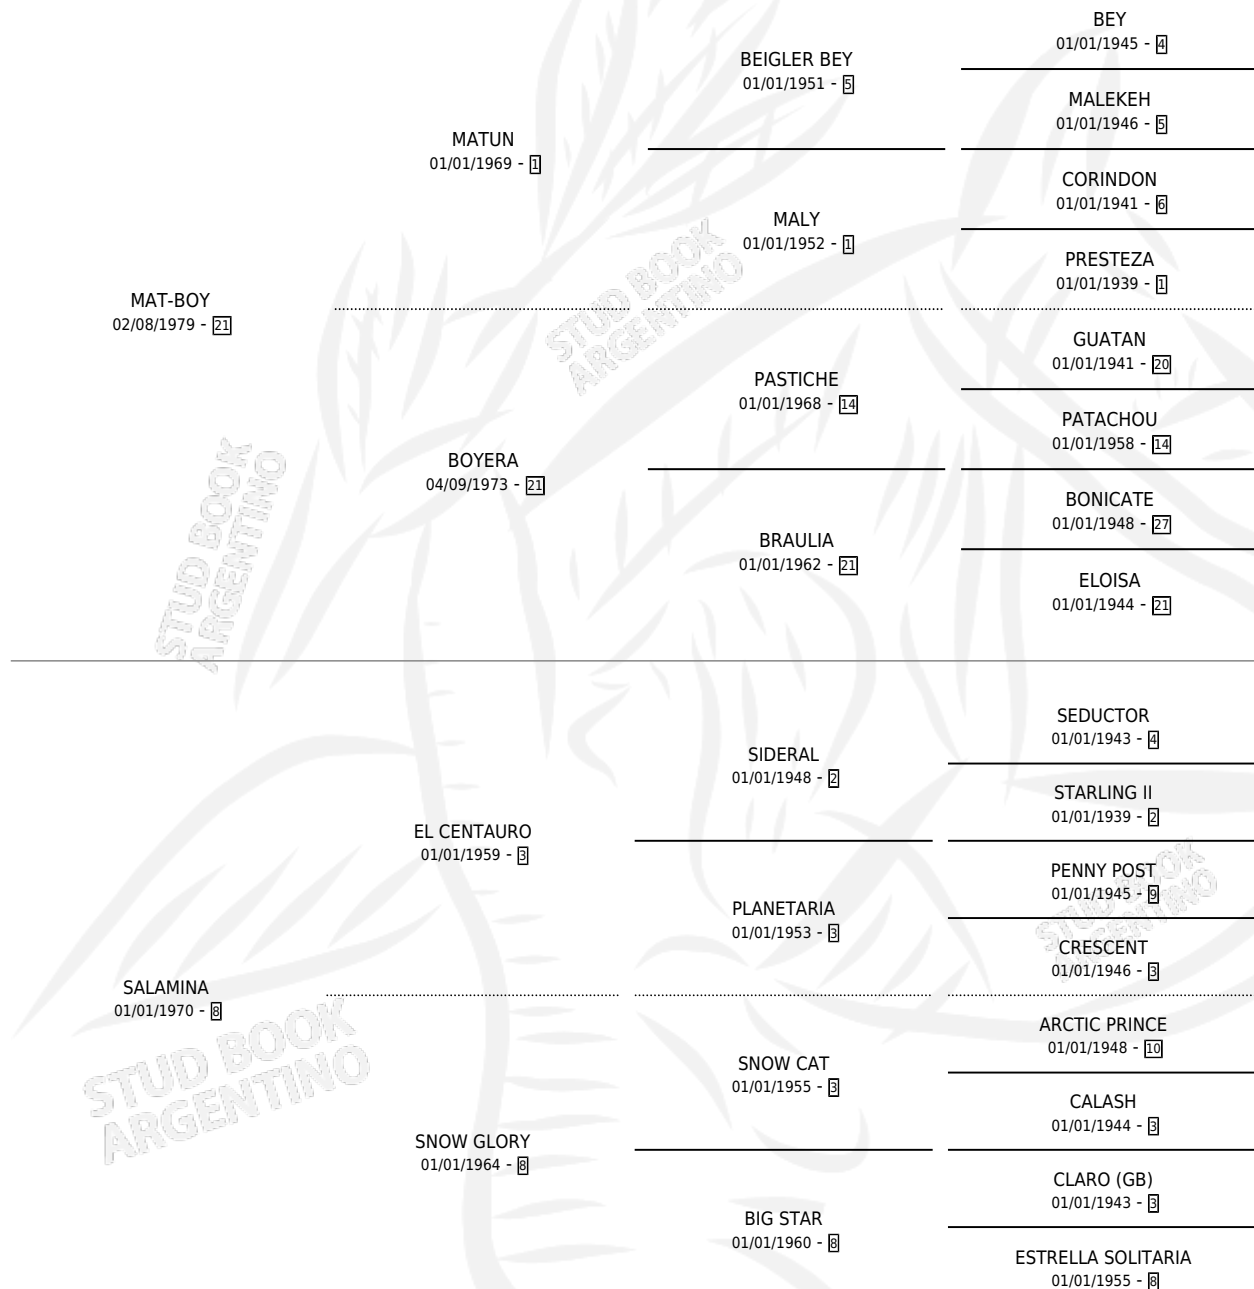 BEY
01/01/1945 - 4
BEIGLER BEY
01/01/1951 - 5
MALEKEH
01/01/1946 - 5
MATUN
01/01/1969 - 1
CORINDON
01/01/1941 - 6
MALY
01/01/1952 - 1
PRESTEZA
01/01/1939 - 1
MAT-BOY
02/08/1979 - 21
GUATAN
01/01/1941 - 20
PASTICHE
01/01/1968 - 14
PATACHOU
01/01/1958 - 14
BOYERA
04/09/1973 - 21
BONICATE
01/01/1948 - 27
BRAULIA
01/01/1962 - 21
ELOISA
01/01/1944 - 21
SEDUCTOR
01/01/1943 - 4
SIDERAL
01/01/1948 - 2
STARLING II
01/01/1939 - 2
EL CENTAURO
01/01/1959 - 3
PENNY POST
01/01/1945 - 9
PLANETARIA
01/01/1953 - 3
CRESCENT
01/01/1946 - 3
SALAMINA
01/01/1970 - 8
ARCTIC PRINCE
01/01/1948 - 10
SNOW CAT
01/01/1955 - 3
CALASH
01/01/1944 - 3
SNOW GLORY
01/01/1964 - 8
CLARO (GB)
01/01/1943 - 3
BIG STAR
01/01/1960 - 8
ESTRELLA SOLITARIA
01/01/1955 - 8
STUD BOOK
ARGENTINO
STUD BOOK
ARGENTINO
STUD BOOK
ARGENTINO
STUD BOOK
ARGENTINO